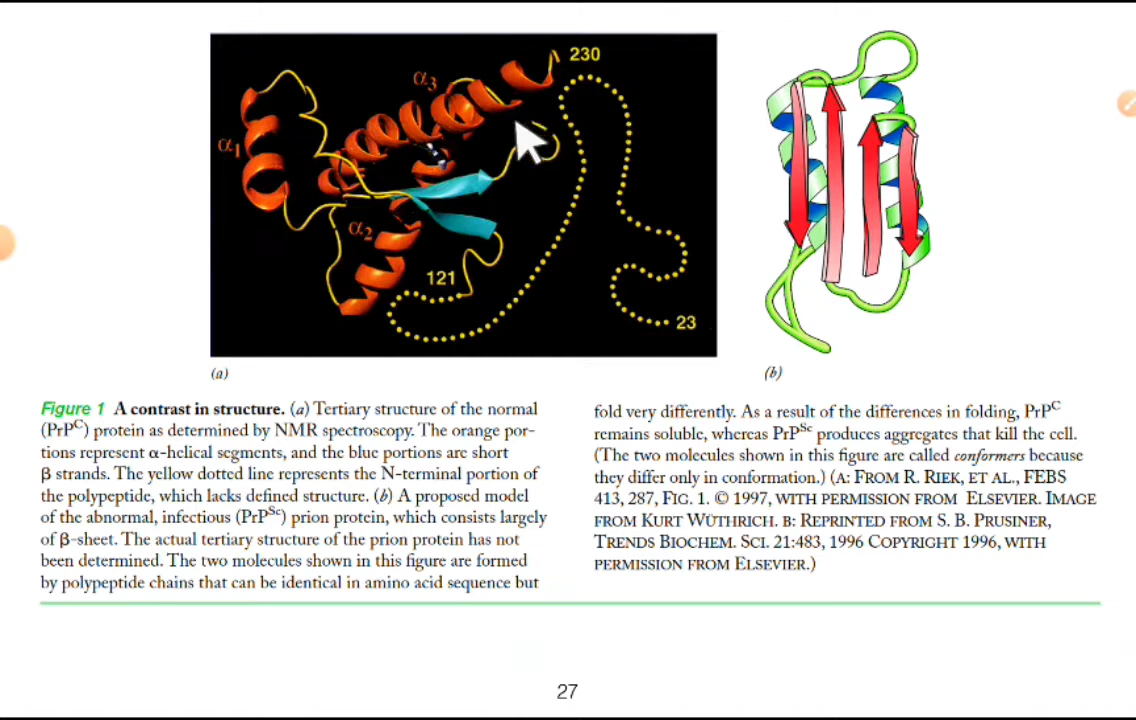 230
α3
α1
α2
121
23
(a)
(b)
Figure 1 A contrast in structure. (a) Tertiary structure of the normal
(PrPC) protein as determined by NMR spectroscopy. The orange por-
tions represent α-helical segments, and the blue portions are short
β strands. The yellow dotted line represents the N-terminal portion of
the polypeptide, which lacks defined structure. (b) A proposed model
of the abnormal, infectious (PrPSc) prion protein, which consists largely
of β-sheet. The actual tertiary structure of the prion protein has not
been determined. The two molecules shown in this figure are formed
by polypeptide chains that can be identical in amino acid sequence but
fold very differently. As a result of the differences in folding, PrPC
remains soluble, whereas PrPSc produces aggregates that kill the cell.
(The two molecules shown in this figure are called conformers because
they differ only in conformation.) (A: FROM R. RIEK, ET AL., FEBS
413, 287, FIG. 1. © 1997, WITH PERMISSION FROM ELSEVIER. IMAGE
FROM KURT WÜTHRICH. B: REPRINTED FROM S. B. PRUSINER,
TRENDS BIOCHEM. SCI. 21:483, 1996 COPYRIGHT 1996, WITH
PERMISSION FROM ELSEVIER.)
27